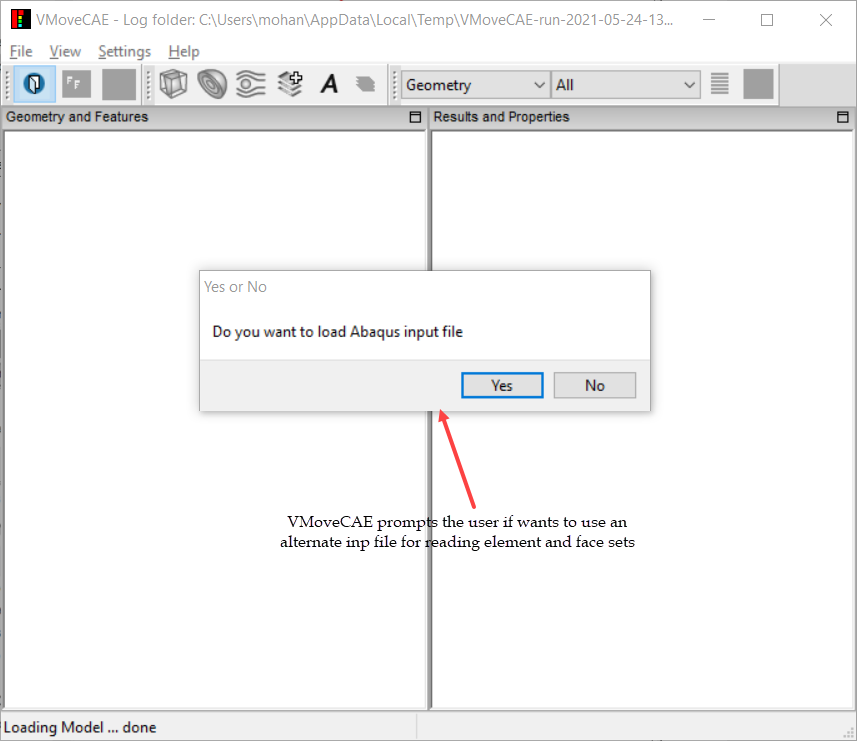 VMoveCAE - Log folder: C:\Users\mohan\AppData\Local\Temp\VMoveCAE-run-2021-05-24-13...
File View Settings Help
FF Geometry All
Geometry and Features Results and Properties
Yes or No
Do you want to load Abaqus input file
Yes No
VMoveCAE prompts the user if wants to use an
alternate inp file for reading element and face sets
Loading Model ... done